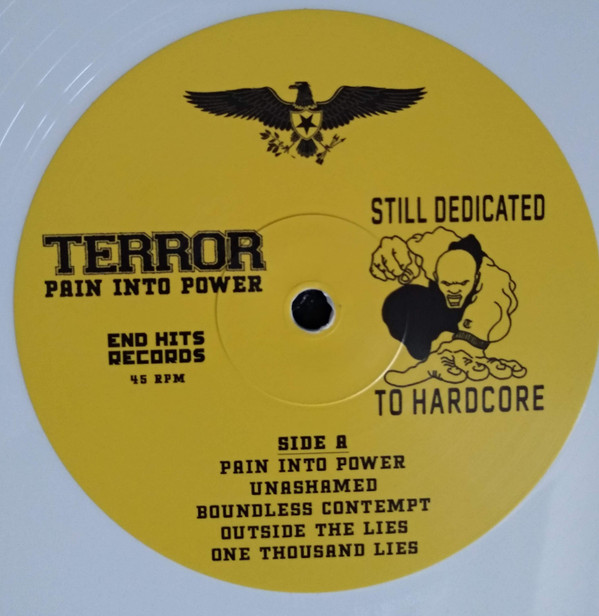 STILL DEDICATED
TO HARDCORE
TERROR
PAIN INTO POWER
END HITS
RECORDS
45 RPM
SIDE A
PAIN INTO POWER
UNASHAMED
BOUNDLESS CONTEMPT
OUTSIDE THE LIES
ONE THOUSAND LIES